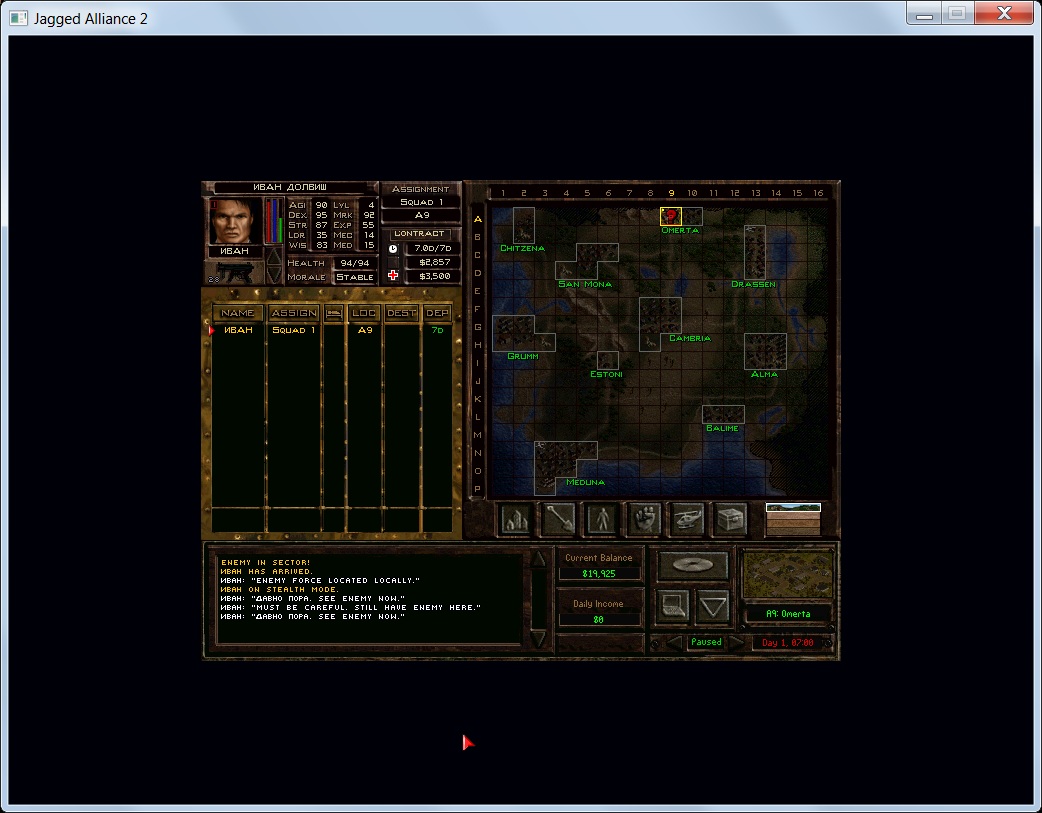 Jagged Alliance 2
ИВАН ДОЛВИШ
ASSIGNMENT
SQUAD 1
A9
AGI 90 LVL 4
DEX 95 MRK 92
STR 87 EXP 55
LDR 35 MEC 14
WIS 83 MED 15
ИВАН
CONTRACT
7.0D/7D
$2,857
$3,500
HEALTH 94/94
MORALE STABLE
28
NAME ASSIGN LOC DEST DEP
ИВАН SQUAD 1 A9 7D
1 2 3 4 5 6 7 8 9 10 11 12 13 14 15 16
A
B
C
D
E
F
G
H
I
J
K
L
M
N
O
P
OMERTA
CHITZENA
SAN MONA
DRASSEN
CAMBRIA
GRUMM
ESTONI
ALMA
BALIME
MEDUNA
ENEMY IN SECTOR!
ИВАН HAS ARRIVED.
ИВАН: "ENEMY FORCE LOCATED LOCALLY."
ИВАН ON STEALTH MODE.
ИВАН: "ДАВНО ПОРА. SEE ENEMY NOW."
ИВАН: "MUST BE CAREFUL. STILL HAVE ENEMY HERE."
ИВАН: "ДАВНО ПОРА. SEE ENEMY NOW."
Current Balance
$19,925
Daily Income
$0
A9: Omerta
Paused
Day 1, 07:00